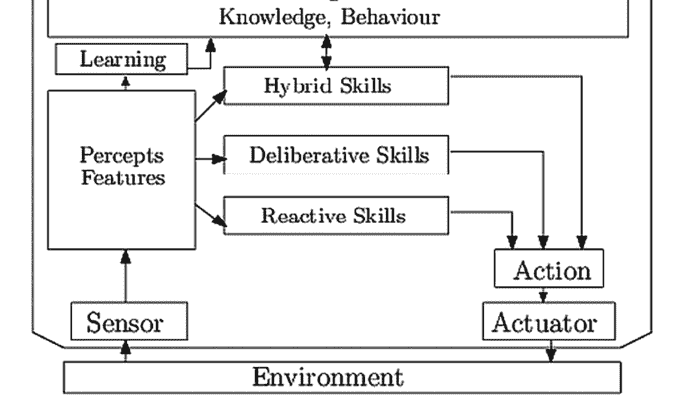 Knowledge, Behaviour
Learning
Hybrid Skills
Percepts
Features
Deliberative Skills
Reactive Skills
Action
Sensor
Actuator
Environment